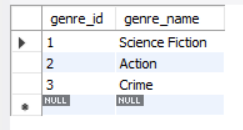 genre_id genre_name
1 Science Fiction
2 Action
3 Crime
NULL NULL